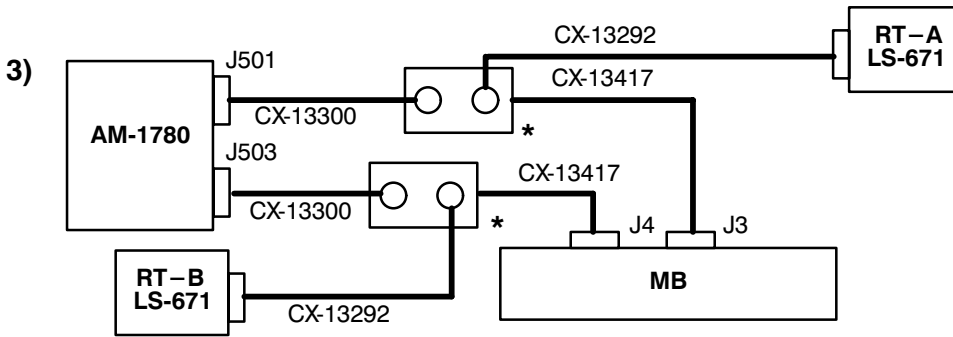 3)
J501
CX-13292
RT–A
LS-671
CX-13417
CX-13300
*
AM-1780
J503
CX-13417
CX-13300
*
J4
J3
RT–B
LS-671
MB
CX-13292